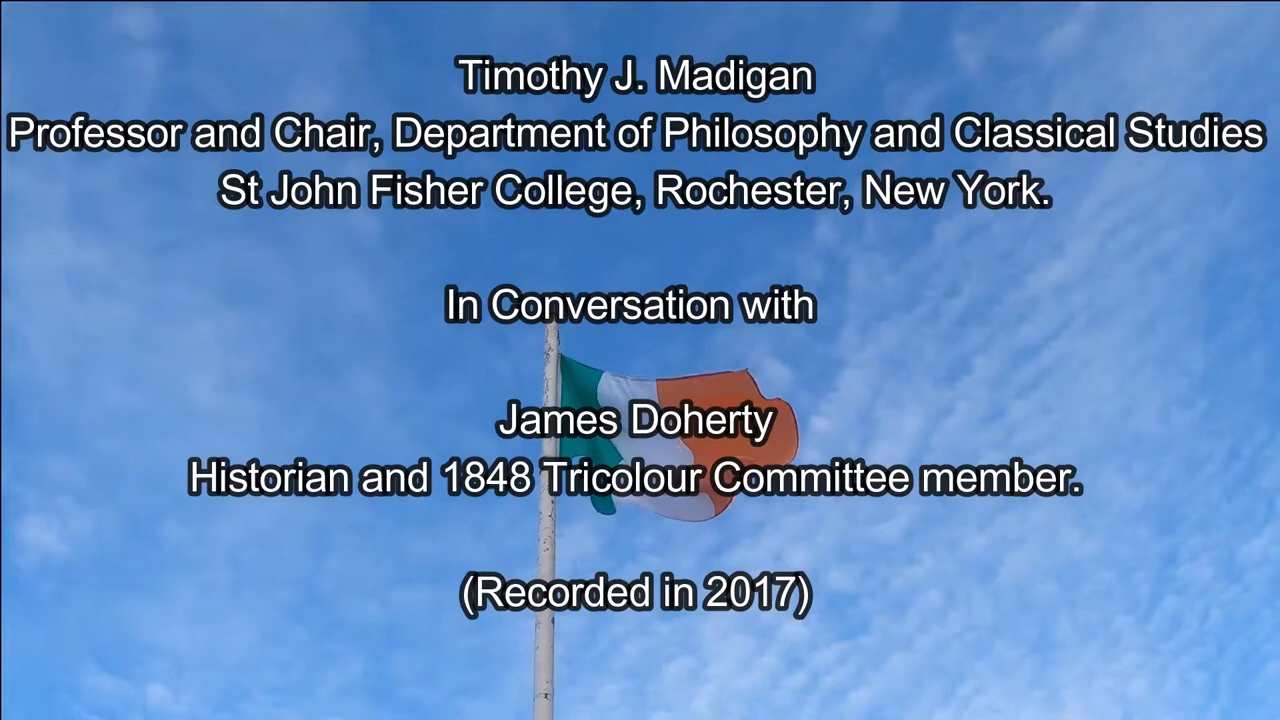 Timothy J. Madigan
Professor and Chair, Department of Philosophy and Classical Studies
St John Fisher College, Rochester, New York.
In Conversation with
James Doherty
Historian and 1848 Tricolour Committee member.
(Recorded in 2017)